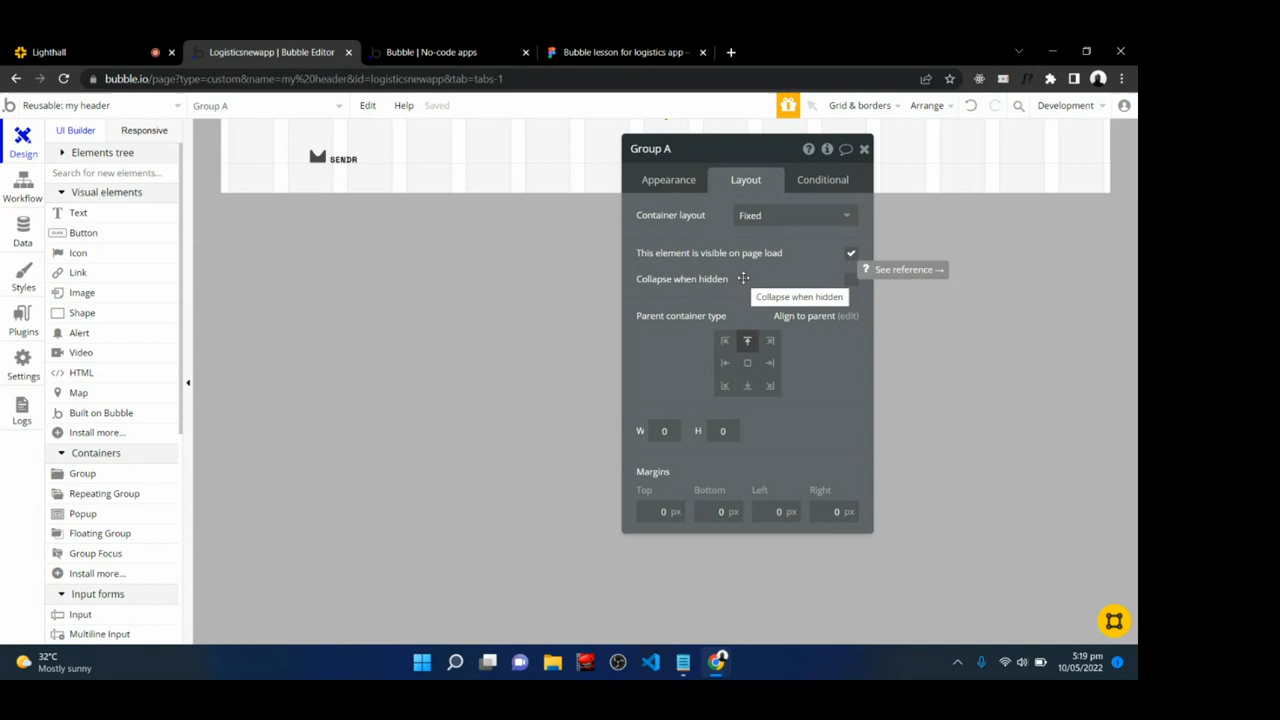 Lighthall
Logisticsnewapp | Bubble Editor
Bubble | No-code apps
Bubble lesson for logistics app –
bubble.io/page?type=custom&name=my%20header&id=logisticsnewapp&tab=tabs-1
Reusable: my header
Group A
Edit
Help
Saved
Grid & borders
Arrange
Development
Design
Workflow
Data
Styles
Plugins
Settings
Logs
UI Builder
Responsive
Elements tree
Search for new elements...
Visual elements
Text
Button
Icon
Link
Image
Shape
Alert
Video
HTML
Map
Built on Bubble
Install more...
Containers
Group
Repeating Group
Popup
Floating Group
Group Focus
Install more...
Input forms
Input
Multiline Input
SENDR
Group A
Appearance
Layout
Conditional
Container layout
Fixed
This element is visible on page load
Collapse when hidden
? See reference →
Collapse when hidden
Parent container type
Align to parent (edit)
W 0 H 0
Margins
Top Bottom Left Right
0 px 0 px 0 px 0 px
32°C
Mostly sunny
5:19 pm
10/05/2022
1